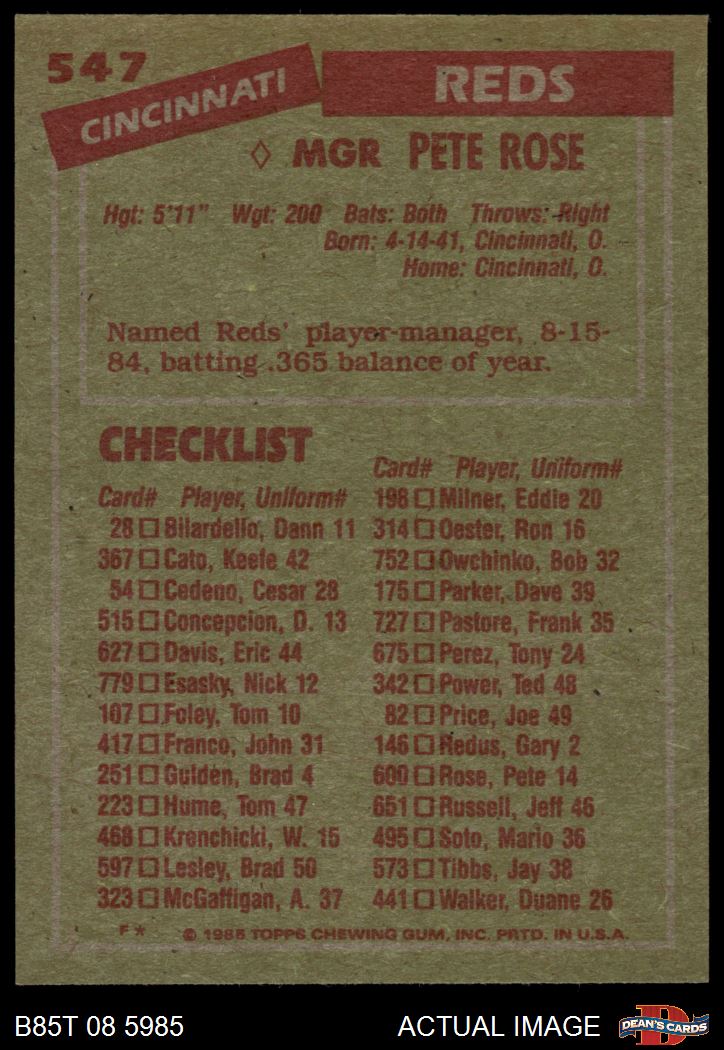 547
CINCINNATI
REDS
◊ MGR PETE ROSE
Hgt: 5'11" Wgt: 200 Bats: Both Throws: Right
Born: 4-14-41, Cincinnati, O.
Home: Cincinnati, O.
Named Reds' player-manager, 8-15-
84, batting .365 balance of year.
CHECKLIST
Card# Player, Uniform#
28 □ Bilardello, Dann 11
367 □ Cato, Keefe 42
54 □ Cedeno, Cesar 28
515 □ Concepcion, D. 13
627 □ Davis, Eric 44
779 □ Esasky, Nick 12
107 □ Foley, Tom 10
417 □ Franco, John 31
251 □ Gulden, Brad 4
223 □ Hume, Tom 47
468 □ Krenchicki, W. 15
597 □ Lesley, Brad 50
323 □ McGaffigan, A. 37
Card# Player, Uniform#
198 □ Milner, Eddie 20
314 □ Oester, Ron 16
752 □ Owchinko, Bob 32
175 □ Parker, Dave 39
727 □ Pastore, Frank 35
675 □ Perez, Tony 24
342 □ Power, Ted 48
82 □ Price, Joe 49
146 □ Redus, Gary 2
600 □ Rose, Pete 14
651 □ Russell, Jeff 46
495 □ Soto, Mario 36
573 □ Tibbs, Jay 38
441 □ Walker, Duane 26
F* © 1985 TOPPS CHEWING GUM, INC. PRTD. IN U.S.A.
B85T 08 5985
ACTUAL IMAGE
D
DEAN'S CARDS